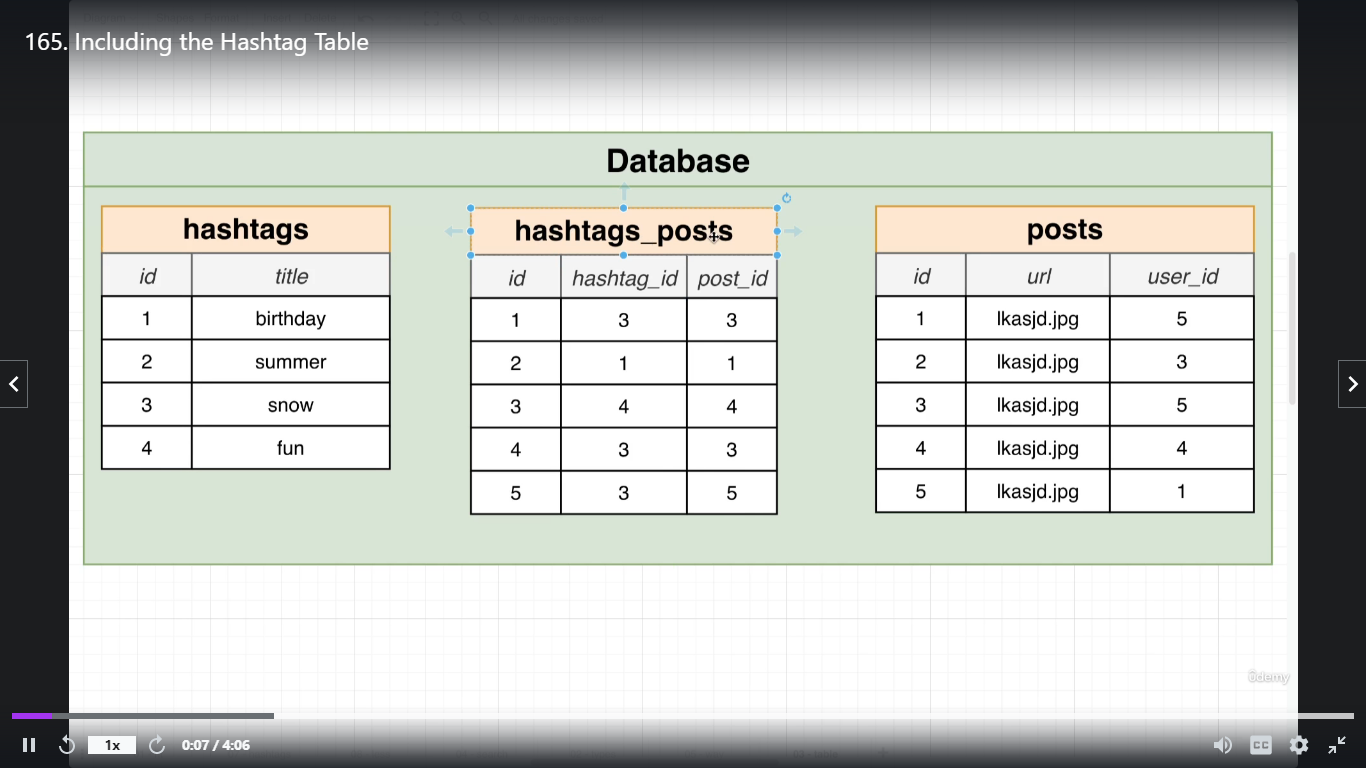 165. Including the Hashtag Table
Database
hashtags
id title
1 birthday
2 summer
3 snow
4 fun
hashtags_posts
id hashtag_id post_id
1 3 3
2 1 1
3 4 4
4 3 3
5 3 5
posts
id url user_id
1 lkasjd.jpg 5
2 lkasjd.jpg 3
3 lkasjd.jpg 5
4 lkasjd.jpg 4
5 lkasjd.jpg 1
ûdemy
1x 0:07 / 4:06 CC